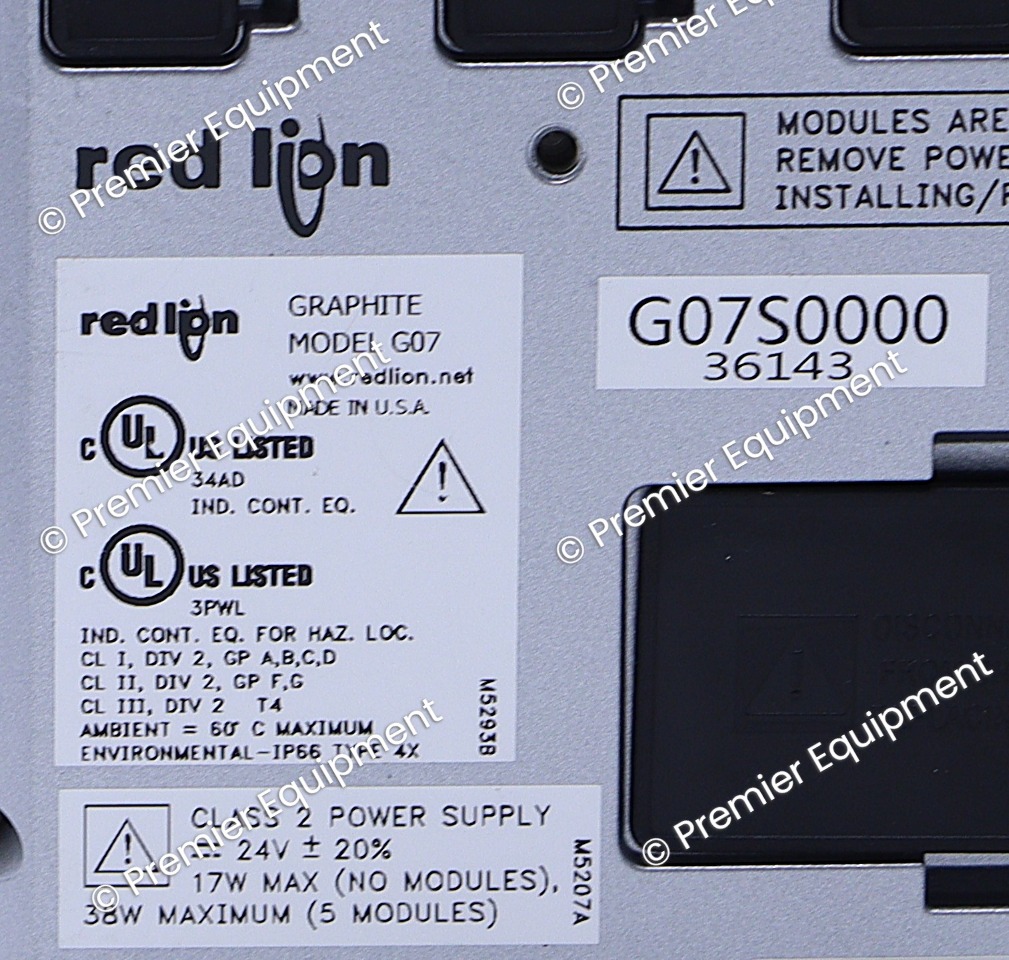 red lion
MODULES ARE
REMOVE POWE
INSTALLING/
red lion
GRAPHITE
MODEL G07
www.redlion.net
MADE IN U.S.A.
G07S0000
36143
C UL US LISTED
34AD
IND. CONT. EQ.
C UL US LISTED
3PWL
IND. CONT. EQ. FOR HAZ. LOC.
CL I, DIV 2, GP A,B,C,D
CL II, DIV 2, GP F,G
CL III, DIV 2 T4
AMBIENT = 60° C MAXIMUM
ENVIRONMENTAL-IP66 TYPE 4X
M5293B
CLASS 2 POWER SUPPLY
⎓ 24V ± 20%
17W MAX (NO MODULES),
38W MAXIMUM (5 MODULES)
M5207A
© Premier Equipment
© Premier Equipment
© Premier Equipment
© Premier Equipment
© Premier Equipment
© Premier Equipment